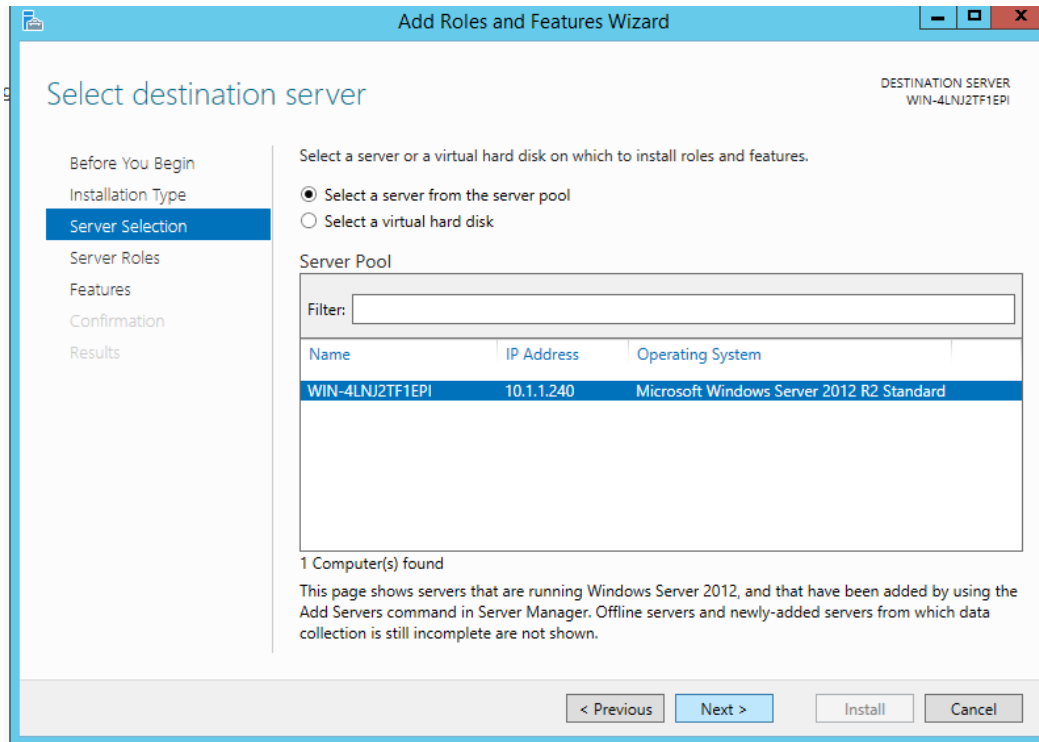 Add Roles and Features Wizard
Select destination server
DESTINATION SERVER
WIN-4LNJ2TF1EPI
Before You Begin
Installation Type
Server Selection
Server Roles
Features
Confirmation
Results
Select a server or a virtual hard disk on which to install roles and features.
Select a server from the server pool
Select a virtual hard disk
Server Pool
Filter:
Name IP Address Operating System
WIN-4LNJ2TF1EPI 10.1.1.240 Microsoft Windows Server 2012 R2 Standard
1 Computer(s) found
This page shows servers that are running Windows Server 2012, and that have been added by using the
Add Servers command in Server Manager. Offline servers and newly-added servers from which data
collection is still incomplete are not shown.
< Previous Next > Install Cancel